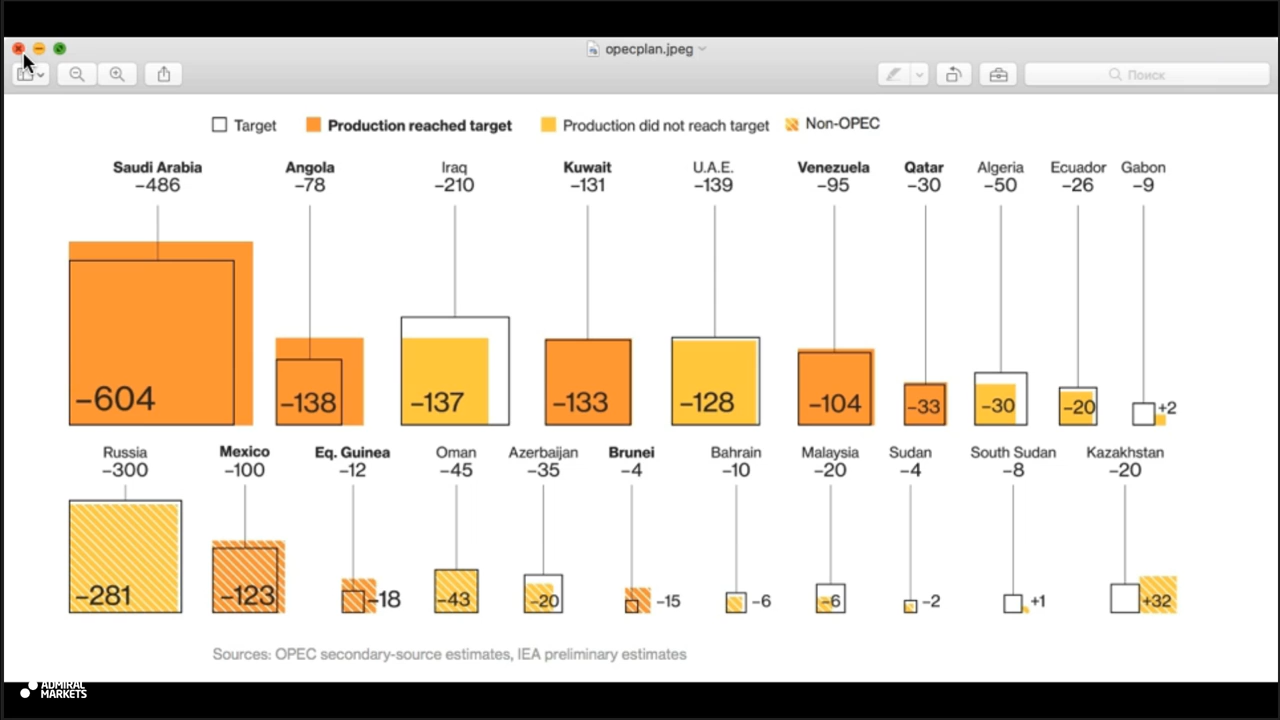 opecplan.jpeg
Поиск
Target Production reached target Production did not reach target Non-OPEC
Saudi Arabia Angola Iraq Kuwait U.A.E. Venezuela Qatar Algeria Ecuador Gabon
–486 –78 –210 –131 –139 –95 –30 –50 –26 –9
–604 –138 –137 –133 –128 –104 –33 –30 –20 +2
Russia Mexico Eq. Guinea Oman Azerbaijan Brunei Bahrain Malaysia Sudan South Sudan Kazakhstan
–300 –100 –12 –45 –35 –4 –10 –20 –4 –8 –20
–281 –123 –18 –43 –20 –15 –6 –6 –2 +1 +32
Sources: OPEC secondary-source estimates, IEA preliminary estimates
ADMIRAL
MARKETS